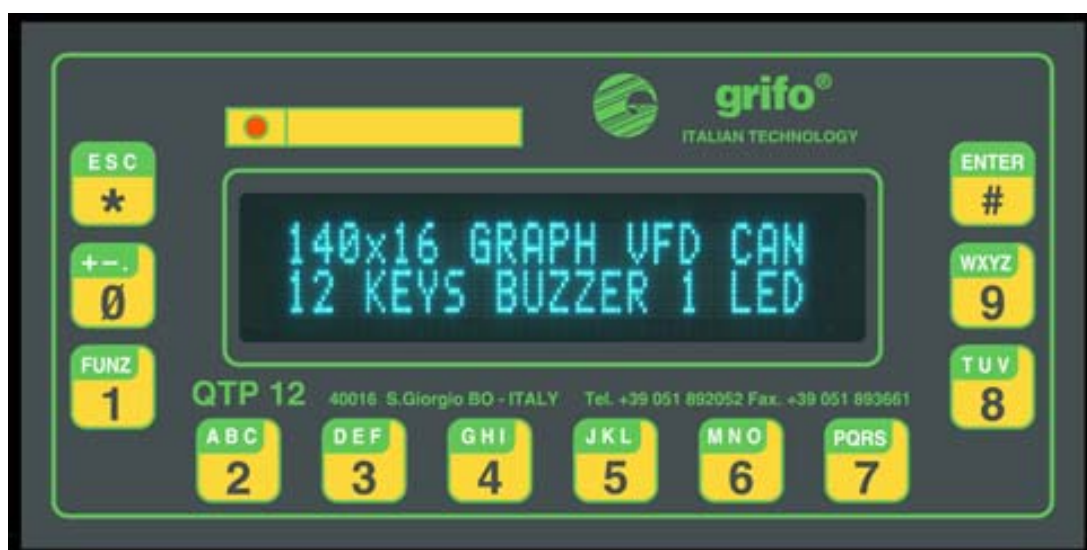 grifo®
ITALIAN TECHNOLOGY
ESC
*
ENTER
#
140x16 GRAPH VFD CAN
12 KEYS BUZZER 1 LED
+-.
0
WXYZ
9
FUNZ
1
TUV
8
QTP 12 40016 S.Giorgio BO - ITALY Tel. +39 051 892052 Fax. +39 051 893661
ABC
2
DEF
3
GHI
4
JKL
5
MNO
6
PQRS
7